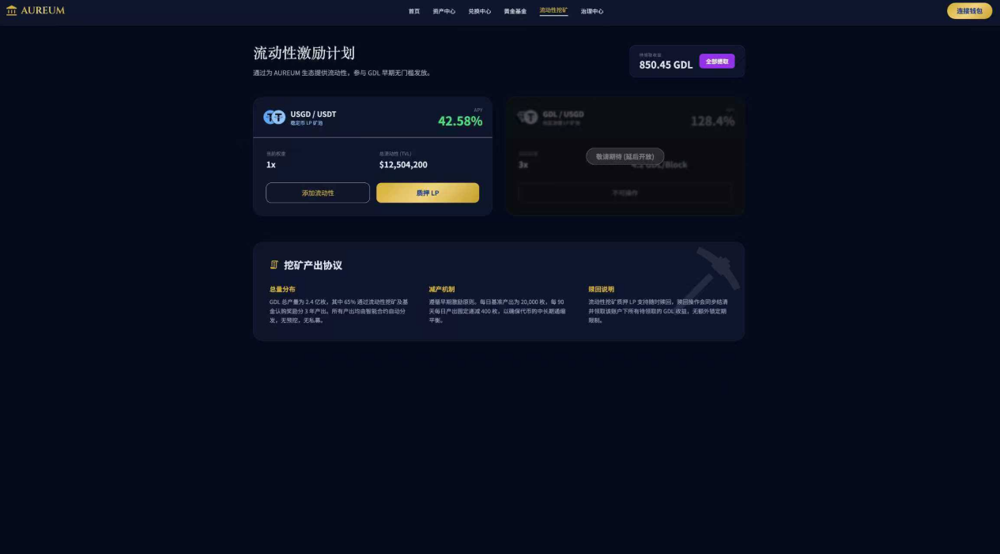 AUREUM
首页
资产中心
兑换中心
黄金基金
流动性挖矿
治理中心
连接钱包
流动性激励计划
通过为 AUREUM 生态提供流动性，参与 GDL 早期无门槛发放。
待领取收益
850.45 GDL
全部提取
USGD / USDT
稳定币 LP 矿池
APY
42.58%
当前权重
1x
总流动性 (TVL)
$12,504,200
添加流动性
质押 LP
GDL / USGD
APY
128.4%
敬请期待 (延后开放)
3x
4.2 GDL/Block
不可操作
挖矿产出协议
总量分布
GDL 总产量为 2.4 亿枚，其中 65% 通过流动性挖矿及基
金认购奖励分 3 年产出。所有产出均由智能合约自动分
发，无预挖，无私募。
减产机制
遵循早期激励原则。每日基准产出为 20,000 枚，每 90
天每日产出固定递减 400 枚，以确保代币的中长期通缩
平衡。
赎回说明
流动性挖矿质押 LP 支持随时赎回，赎回操作会同步结清
并领取该账户下所有待领取的 GDL 收益，无额外锁定期
限制。